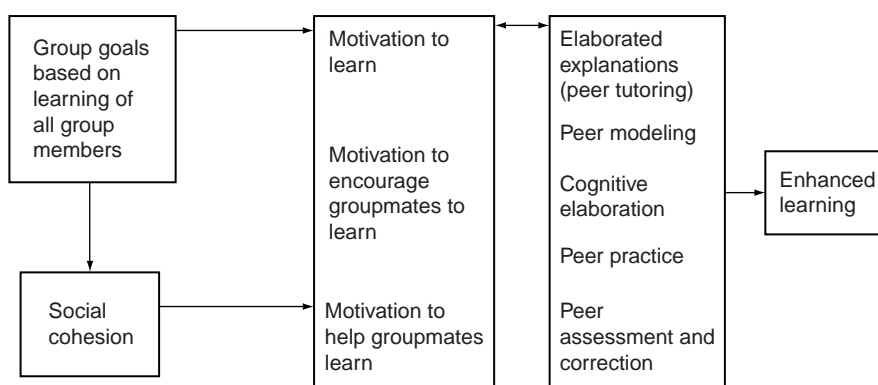 Group goals
based on
learning of
all group
members
Social
cohesion
Motivation to
learn
Motivation to
encourage
groupmates to
learn
Motivation to
help groupmates
learn
Elaborated
explanations
(peer tutoring)
Peer modeling
Cognitive
elaboration
Peer practice
Peer
assessment and
correction
Enhanced
learning